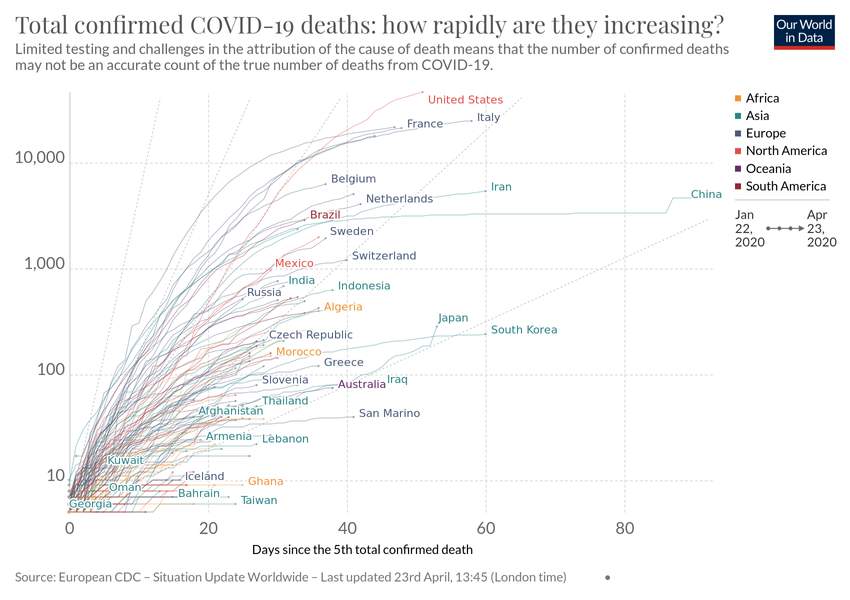 Total confirmed COVID-19 deaths: how rapidly are they increasing?
Limited testing and challenges in the attribution of the cause of death means that the number of confirmed deaths
may not be an accurate count of the true number of deaths from COVID-19.
Our World
in Data
10,000
1,000
100
10
0
20
40
60
80
Days since the 5th total confirmed death
United States
France
Italy
Belgium
Netherlands
Iran
China
Brazil
Sweden
Switzerland
Mexico
India
Indonesia
Russia
Algeria
Japan
South Korea
Czech Republic
Morocco
Greece
Slovenia
Australia
Iraq
Thailand
Afghanistan
San Marino
Armenia
Lebanon
Kuwait
Iceland
Ghana
Oman
Bahrain
Georgia
Taiwan
Africa
Asia
Europe
North America
Oceania
South America
Jan
22,
2020
Apr
23,
2020
Source: European CDC – Situation Update Worldwide – Last updated 23rd April, 13:45 (London time)